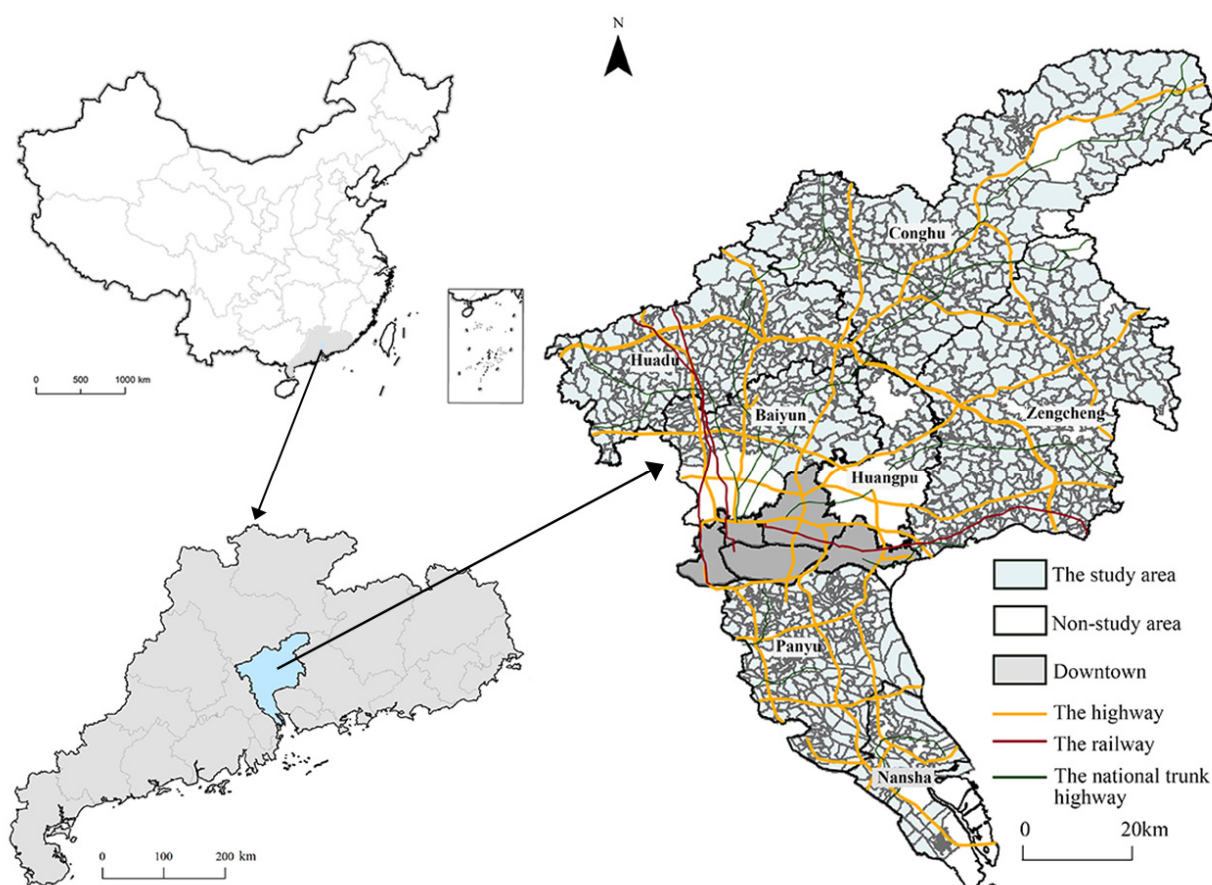 N
Conghu
Huadu
Baiyun
Zengcheng
Huangpu
Panyu
Nansha
0 500 1000 km
0 100 200 km
The study area
Non-study area
Downtown
The highway
The railway
The national trunk
highway
0 20km